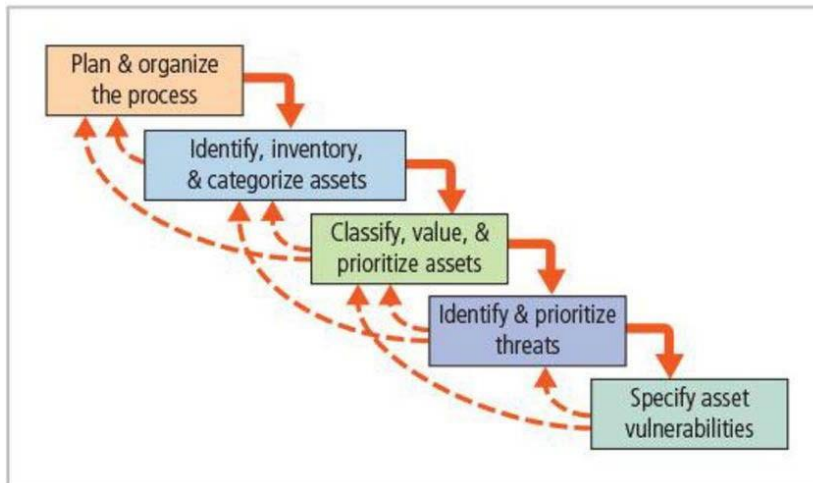 Plan & organize
the process
Identify, inventory,
& categorize assets
Classify, value, &
prioritize assets
Identify & prioritize
threats
Specify asset
vulnerabilities